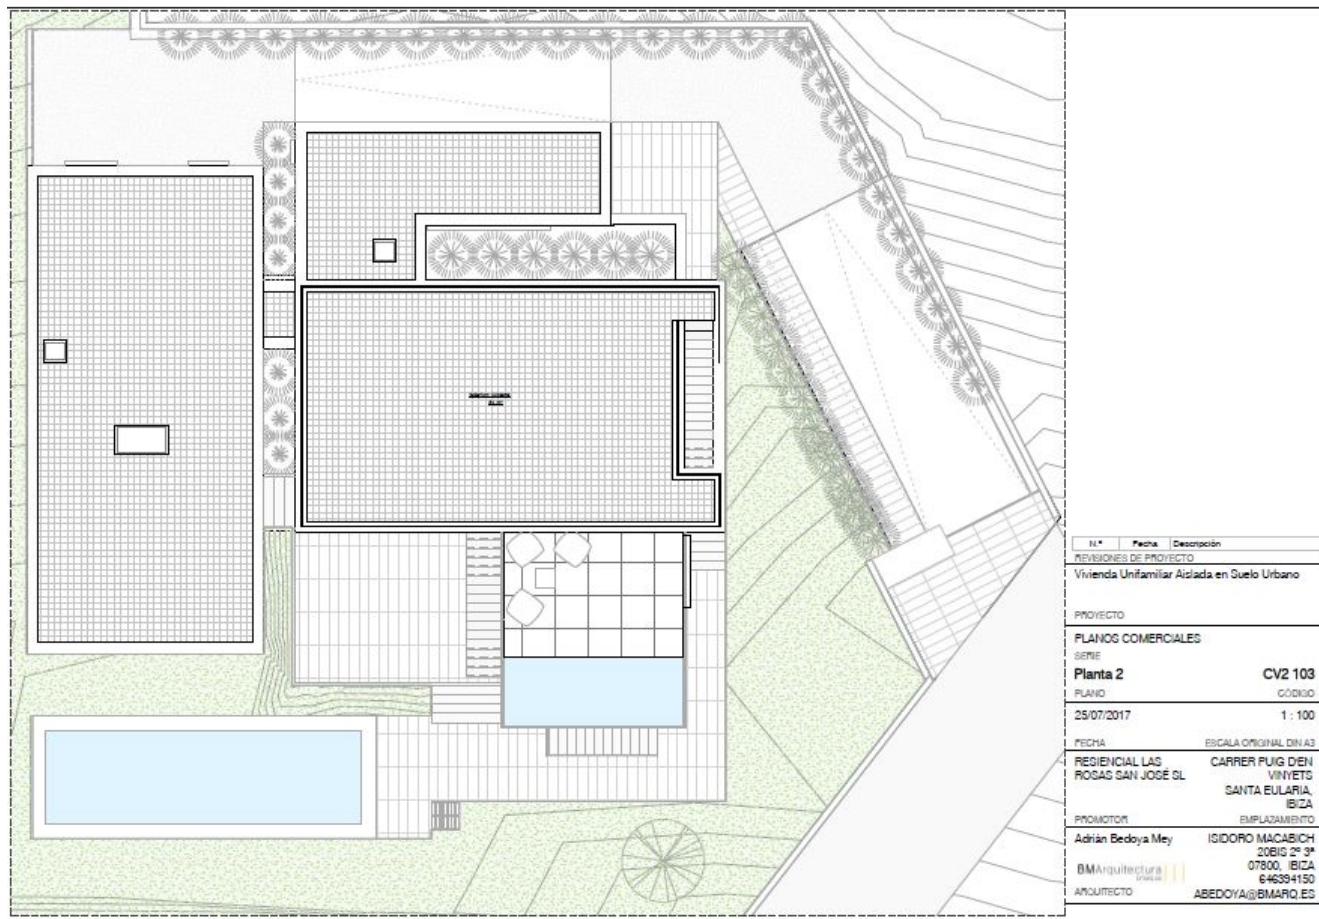 N.º Fecha Descripción
REVISIONES DE PROYECTO
Vivienda Unifamiliar Aislada en Suelo Urbano
PROYECTO
PLANOS COMERCIALES
SERIE
Planta 2 CV2 103
PLANO CÓDIGO
25/07/2017 1 : 100
FECHA ESCALA ORIGINAL DIN A3
RESIENCIAL LAS
ROSAS SAN JOSÉ SL
PROMOTOR
CARRER PUIG D'EN
VINYETS
SANTA EULARIA,
IBIZA
EMPLAZAMIENTO
Adrián Bedoya Mey
BMArquitectura
ARQUITECTO
ISIDORO MACABICH
20BIS 2º 3ª
07800, IBIZA
646394150
ABEDOYA@BMARQ.ES